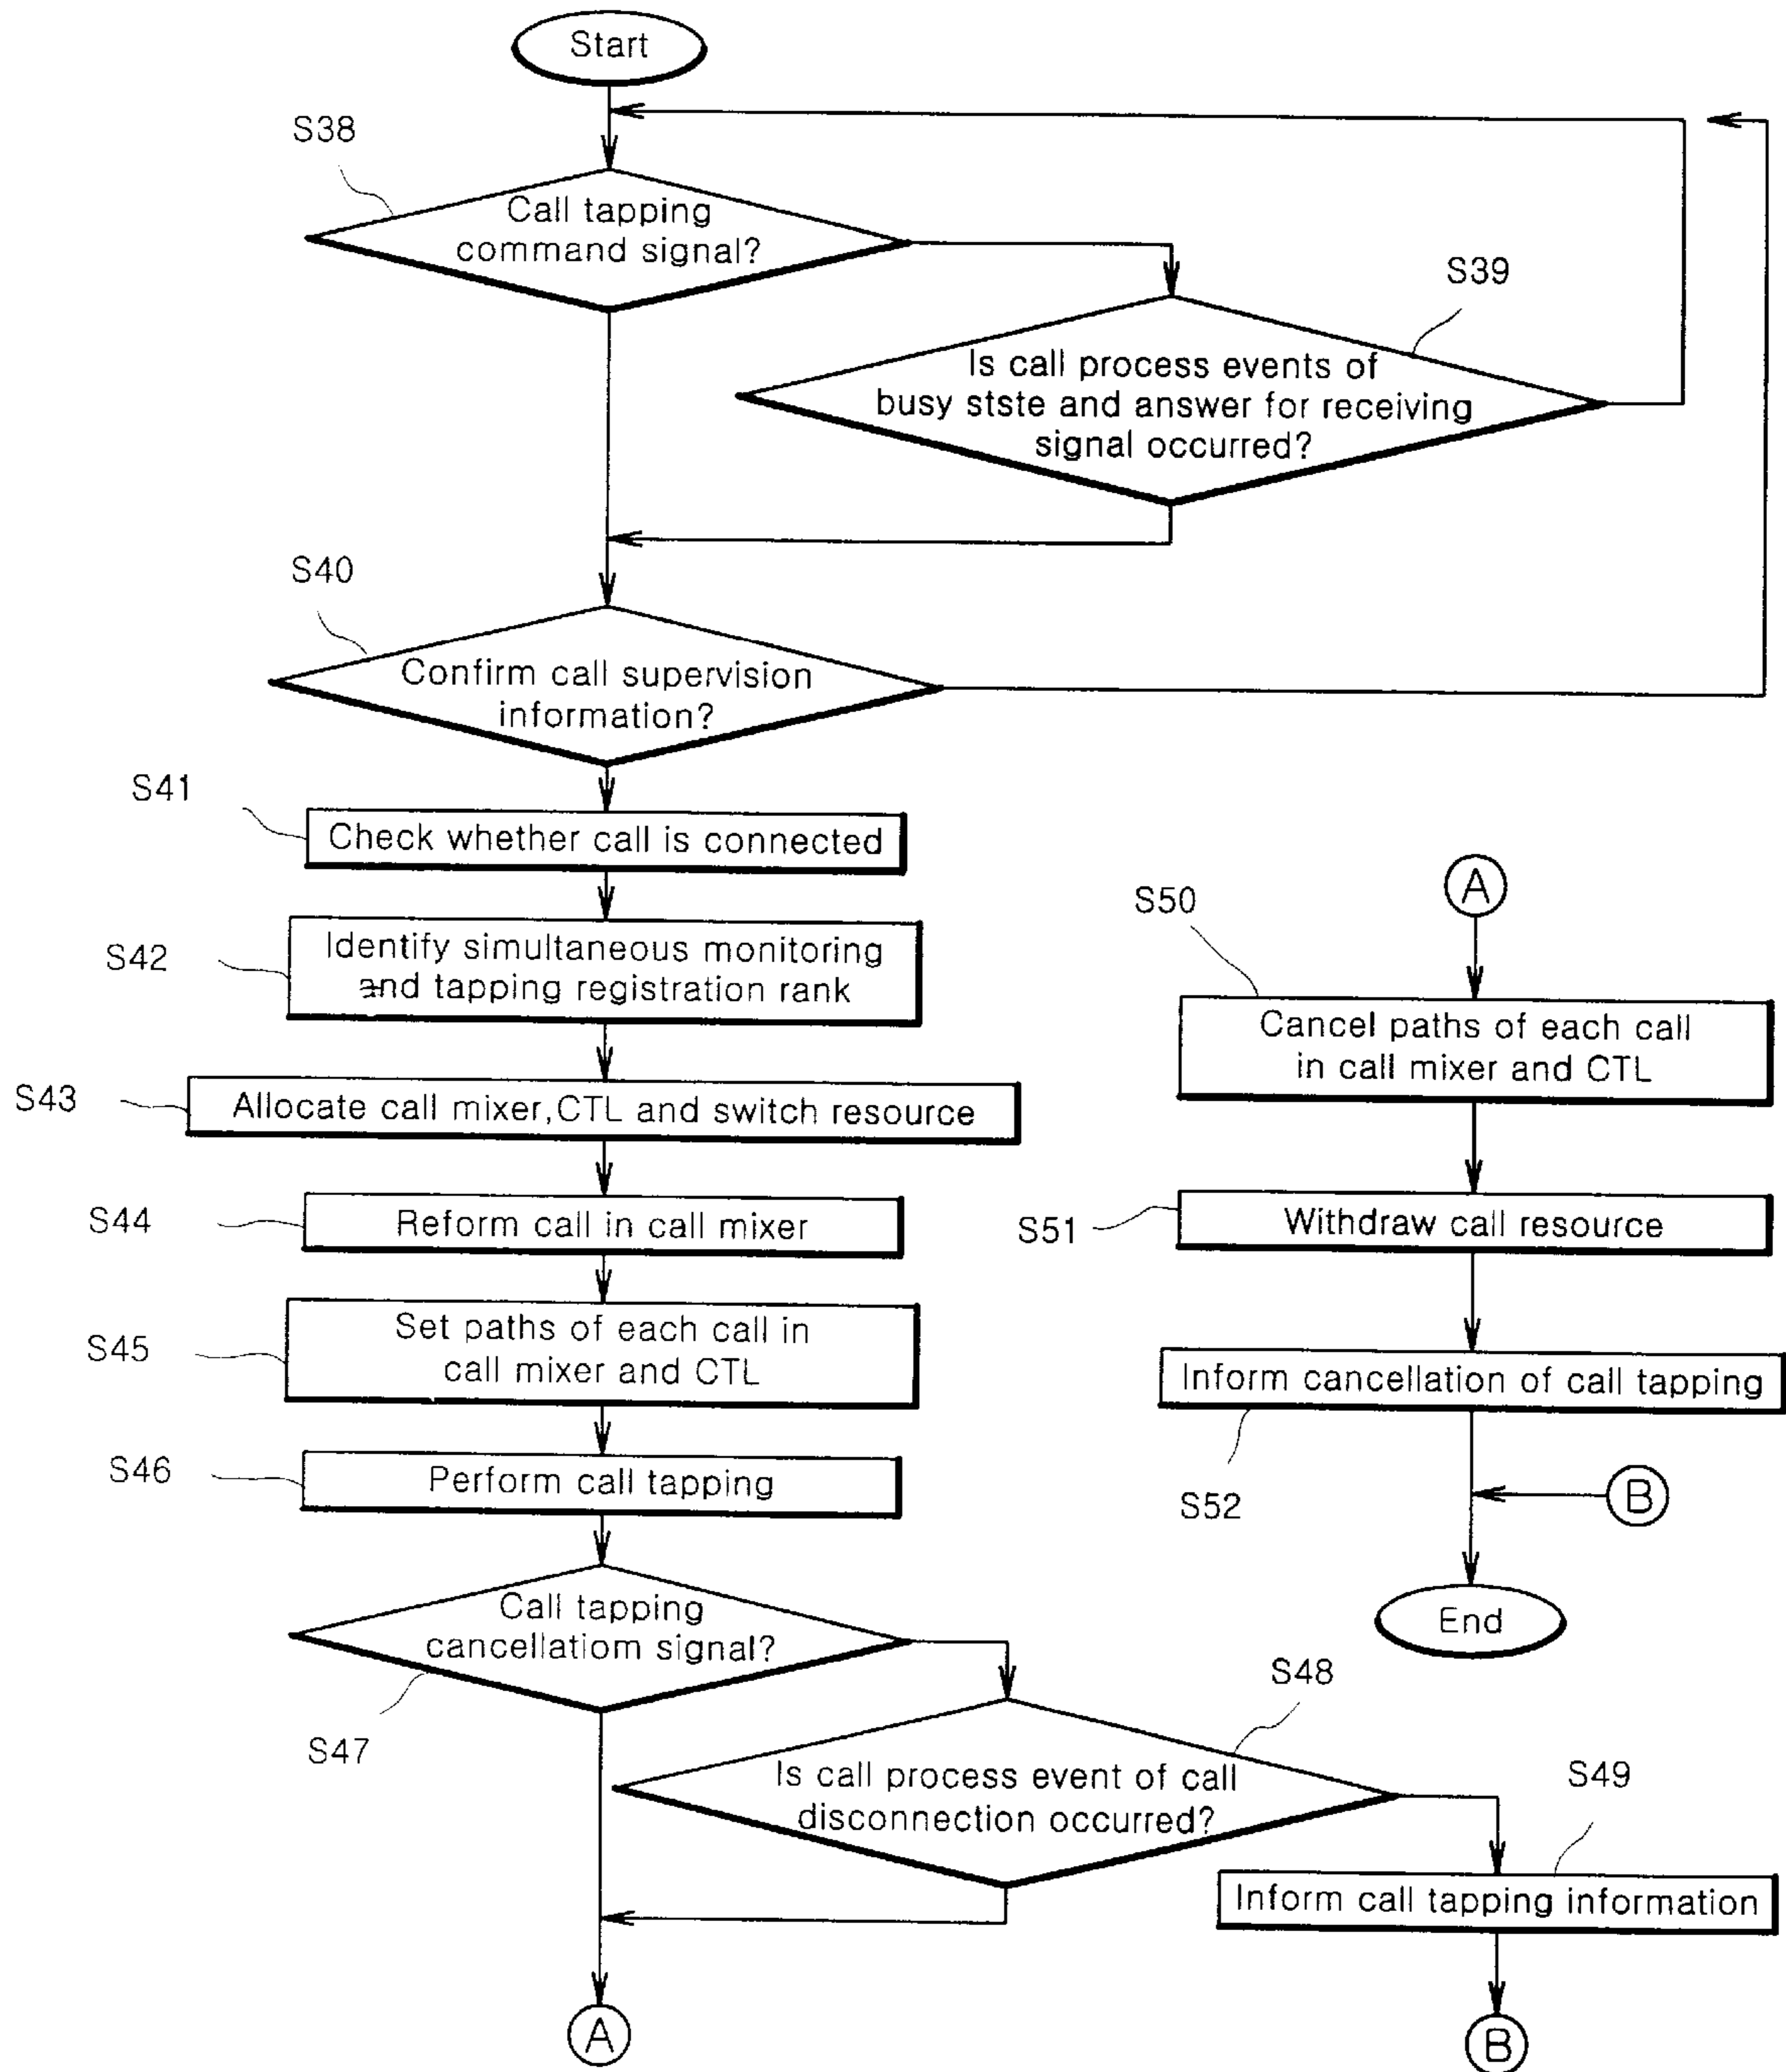 Start
S38
Call tapping
command signal?
S39
Is call process events of
busy stste and answer for receiving
signal occurred?
S40
Confirm call supervision
information?
S41
Check whether call is connected
S42
Identify simultaneous monitoring
and tapping registration rank
S43
Allocate call mixer,CTL and switch resource
S44
Reform call in call mixer
S45
Set paths of each call in
call mixer and CTL
S46
Perform call tapping
Call tapping
cancellatiom signal?
S47
S48
Is call process event of call
disconnection occurred?
S49
Inform call tapping information
A
B
A
S50
Cancel paths of each call
in call mixer and CTL
S51
Withdraw call resource
Inform cancellation of call tapping
S52
B
End